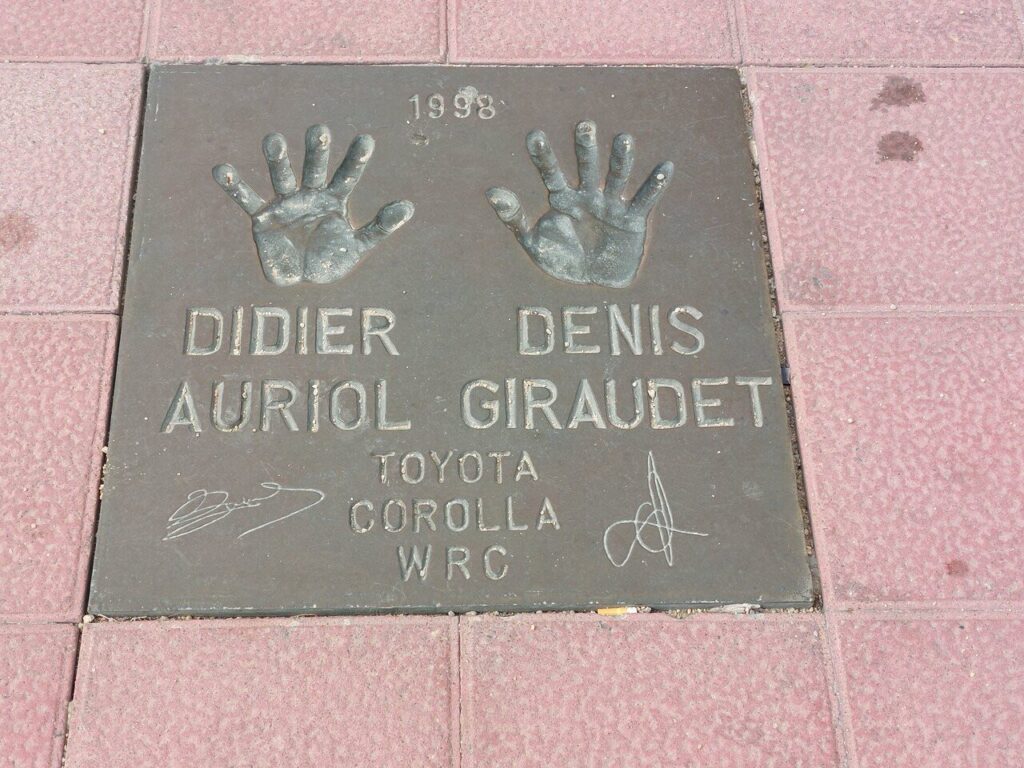 1998
DIDIER DENIS
AURIOL GIRAUDET
TOYOTA
COROLLA
WRC